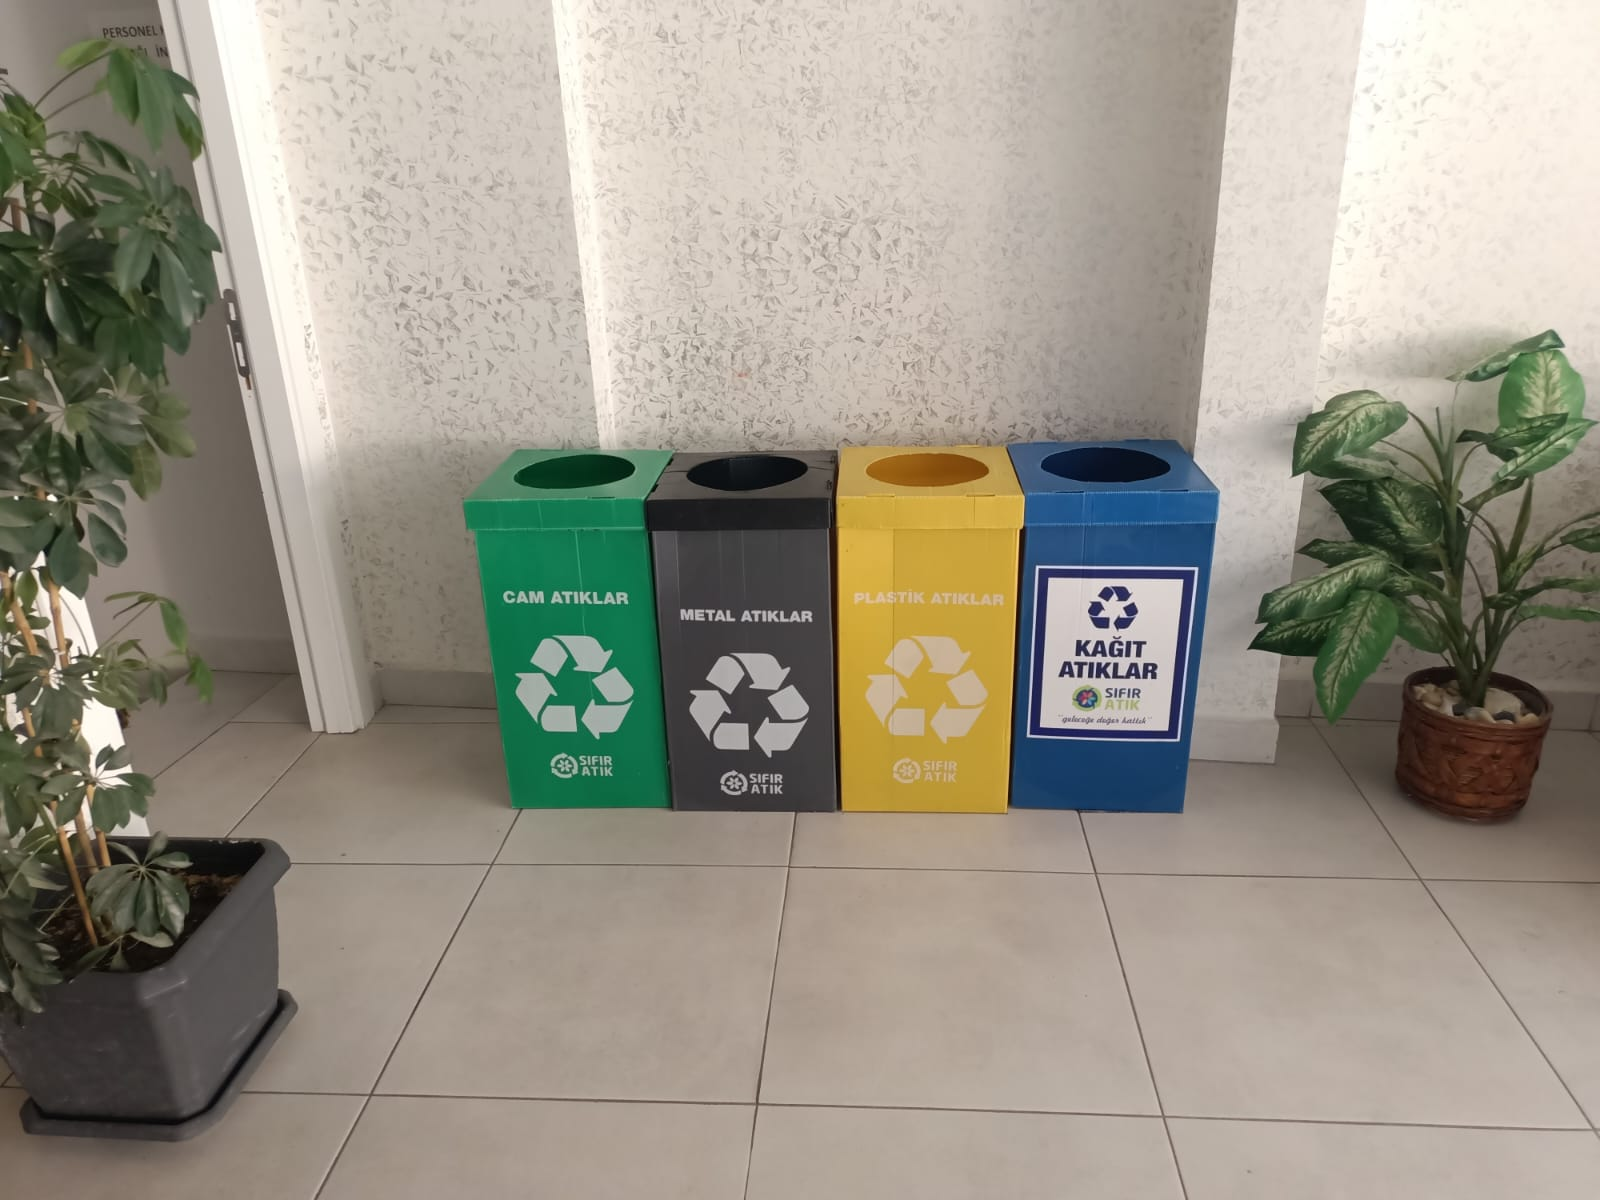 PERSONEL
İN
CAM ATIKLAR
SIFIR
ATIK
METAL ATIKLAR
SIFIR
ATIK
PLASTİK ATIKLAR
SIFIR
ATIK
KAĞIT
ATIKLAR
SIFIR
ATIK
"geleceğe değer kattık"